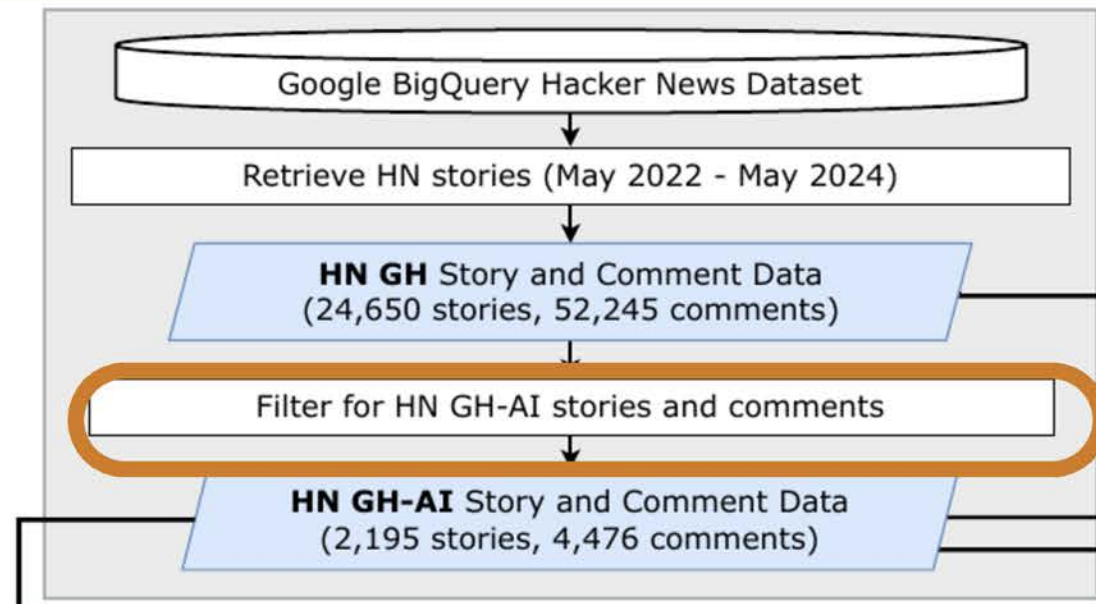 Google BigQuery Hacker News Dataset
Retrieve HN stories (May 2022 - May 2024)
HN GH Story and Comment Data
(24,650 stories, 52,245 comments)
Filter for HN GH-AI stories and comments
HN GH-AI Story and Comment Data
(2,195 stories, 4,476 comments)